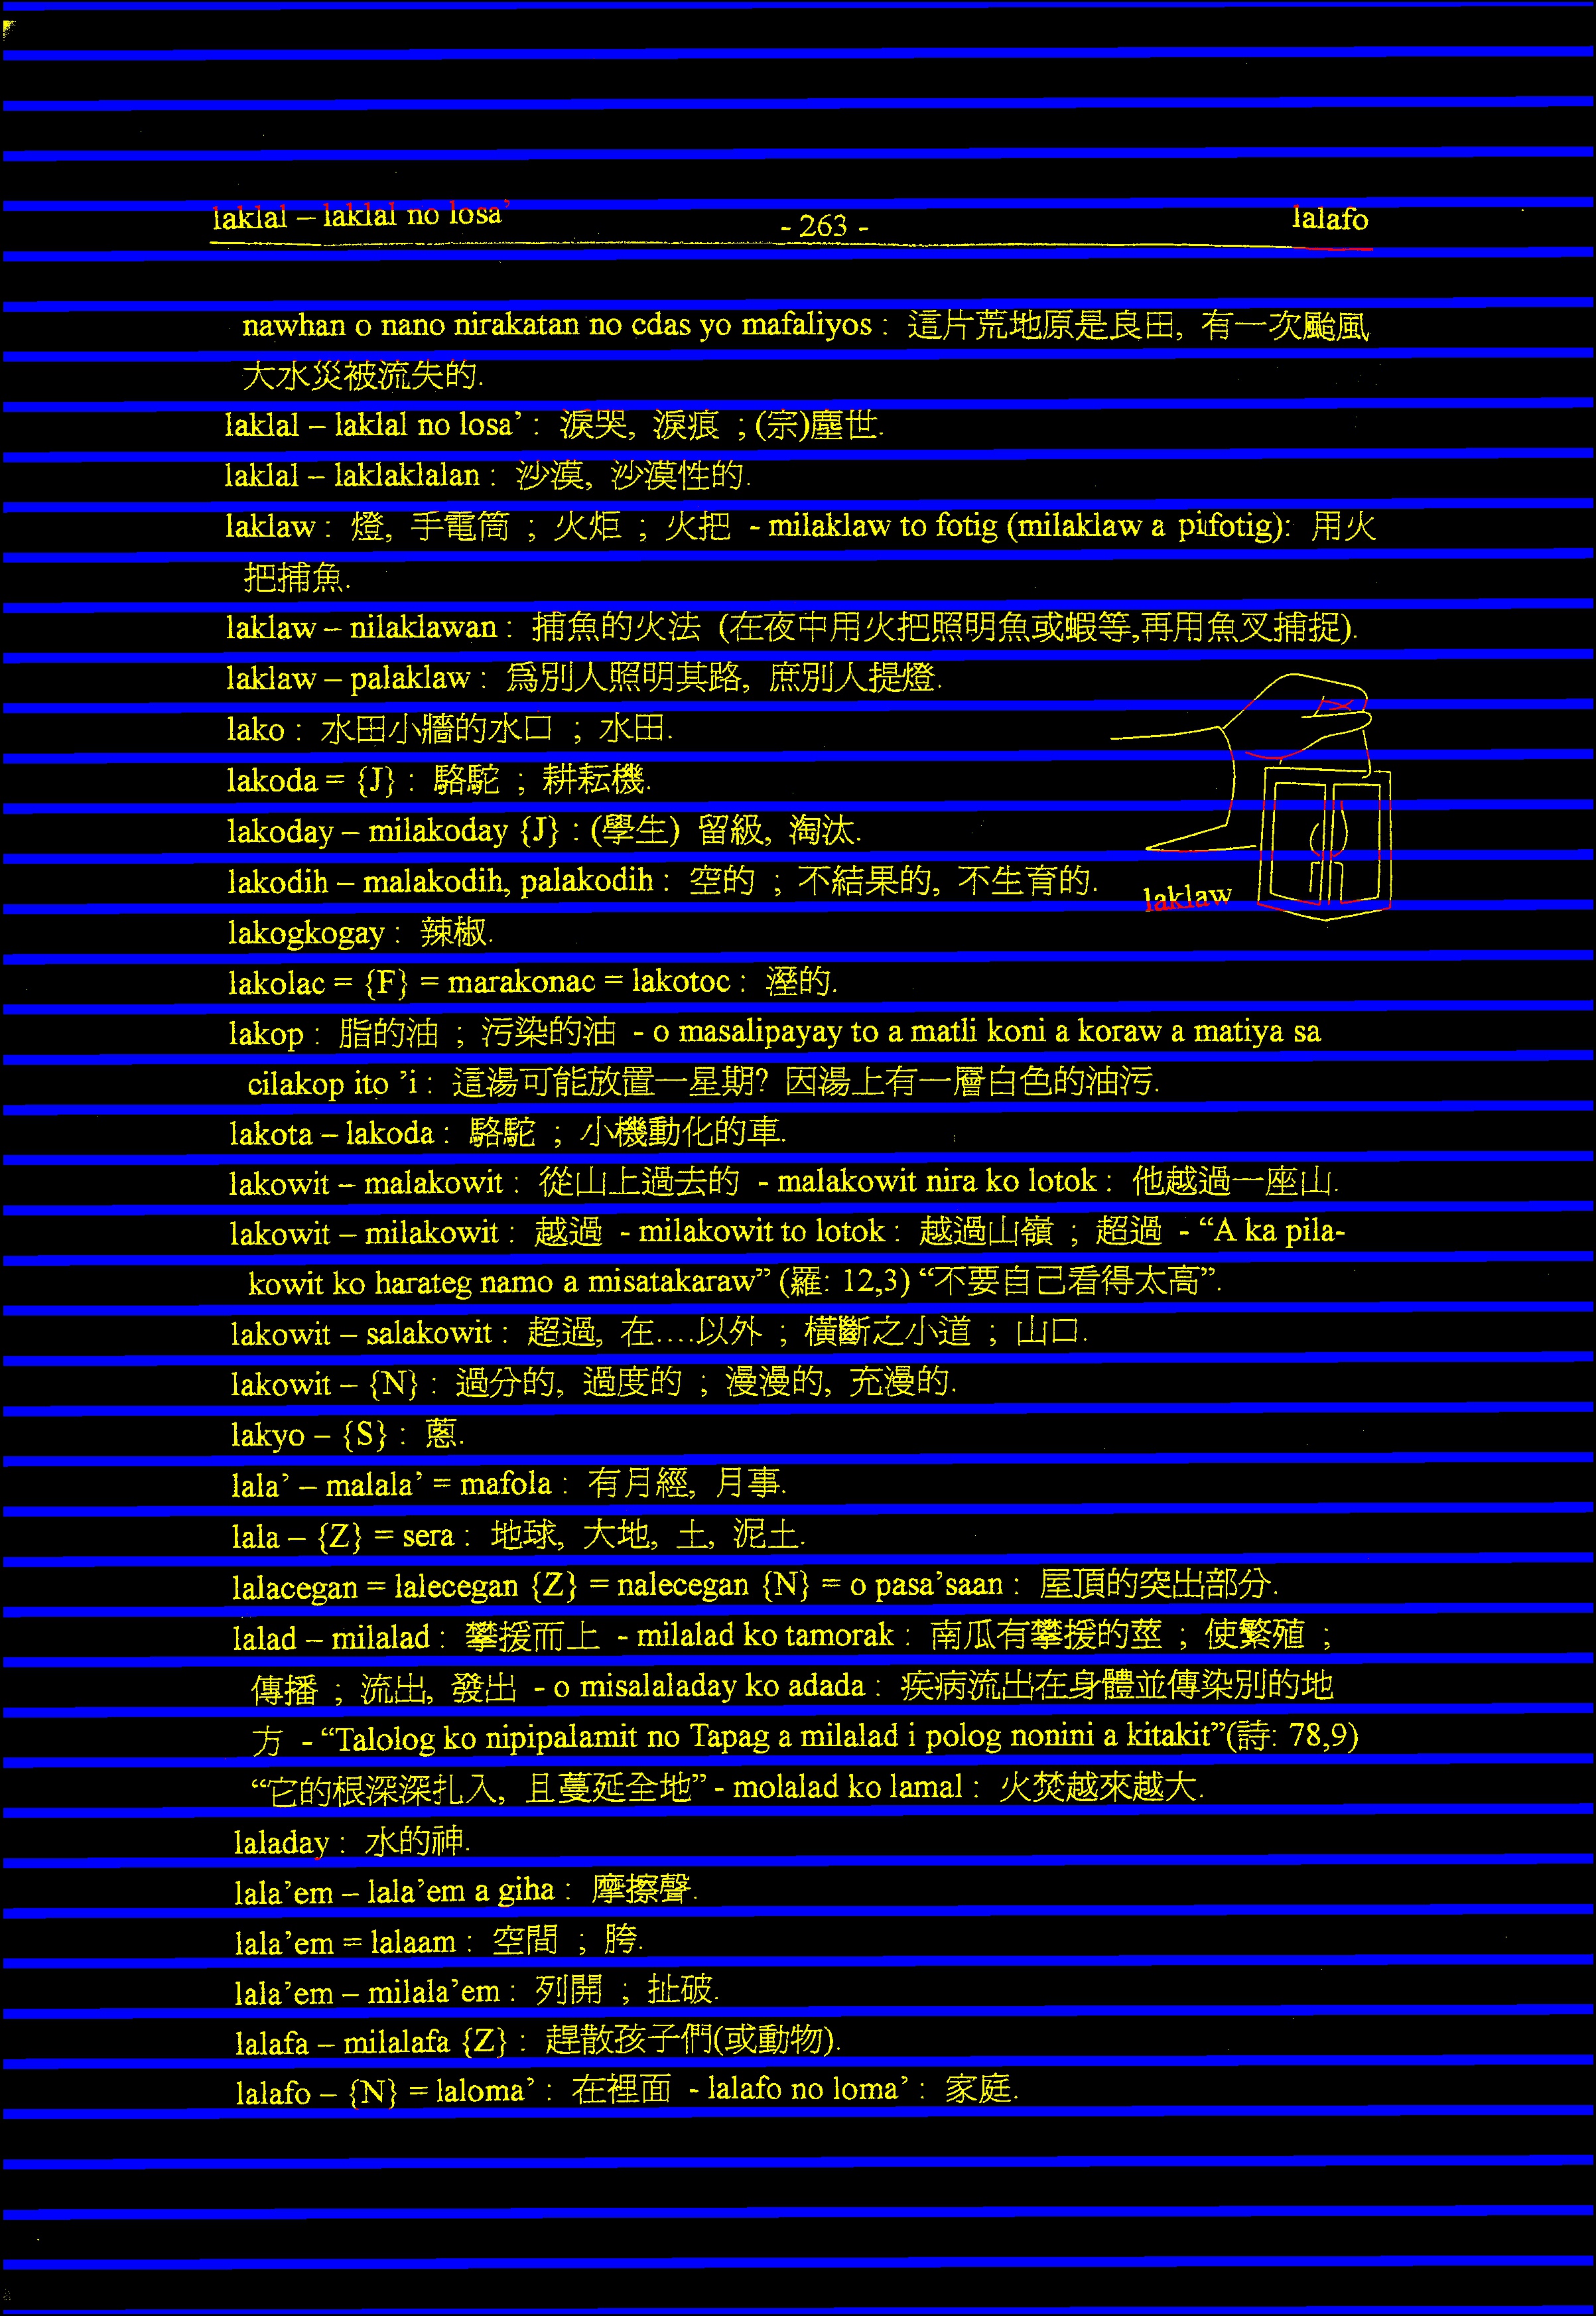 laklal – laklal no losa’ - 263 - lalafo
nawhan o nano nirakatan no cdas yo mafaliyos : 這片荒地原是良田, 有一次颱風
大水災被流失的.
laklal – laklal no losa’ : 淚哭, 淚痕 ; (宗)塵世.
laklal – laklaklalan : 沙漠, 沙漠性的.
laklaw : 燈, 手電筒 ; 火炬 ; 火把 - milaklaw to fotig (milaklaw a pifotig): 用火
把捕魚.
laklaw – nilaklawan : 捕魚的火法 (在夜中用火把照明魚或蝦等,再用魚叉捕捉).
laklaw – palaklaw : 爲別人照明其路, 庶別人提燈.
lako : 水田小牆的水口 ; 水田.
lakoda = {J} : 駱駝 ; 耕耘機.
lakoday – milakoday {J} : (學生) 留級, 淘汰.
lakodih – malakodih, palakodih : 空的 ; 不結果的, 不生育的.
laklaw
lakogkogay : 辣椒.
lakolac = {F} = marakonac = lakotoc : 溼的.
lakop : 脂的油 ; 污染的油 - o masalipayay to a matli koni a koraw a matiya sa
cilakop ito ’i : 這湯可能放置一星期? 因湯上有一層白色的油污.
lakota – lakoda : 駱駝 ; 小機動化的車.
lakowit – malakowit : 從山上過去的 - malakowit nira ko lotok : 他越過一座山.
lakowit – milakowit : 越過 - milakowit to lotok : 越過山嶺 ; 超過 - “A ka pila-
kowit ko harateg namo a misatakaraw” (羅: 12,3) “不要自己看得太高”.
lakowit – salakowit : 超過, 在....以外 ; 橫斷之小道 ; 山口.
lakowit – {N} : 過分的, 過度的 ; 漫漫的, 充漫的.
lakyo – {S} : 蔥.
lala’ – malala’ = mafola : 有月經, 月事.
lala – {Z} = sera : 地球, 大地, 土, 泥土.
lalacegan = lalecegan {Z} = nalecegan {N} = o pasa’saan : 屋頂的突出部分.
lalad – milalad : 攀援而上 - milalad ko tamorak : 南瓜有攀援的莖 ; 使繁殖 ;
傳播 ; 流出, 發出 - o misalaladay ko adada : 疾病流出在身體並傳染別的地
方 - “Talolog ko nipipalamit no Tapag a milalad i polog nonini a kitakit”(詩: 78,9)
“它的根深深扎入, 且蔓延全地” - molalad ko lamal : 火焚越來越大.
laladay : 水的神.
lala’em – lala’em a giha : 摩擦聲.
lala’em = lalaam : 空間 ; 胯.
lala’em – milala’em : 列開 ; 扯破.
lalafa – milalafa {Z} : 趕散孩子們(或動物).
lalafo – {N} = laloma’ : 在裡面 - lalafo no loma’ : 家庭.